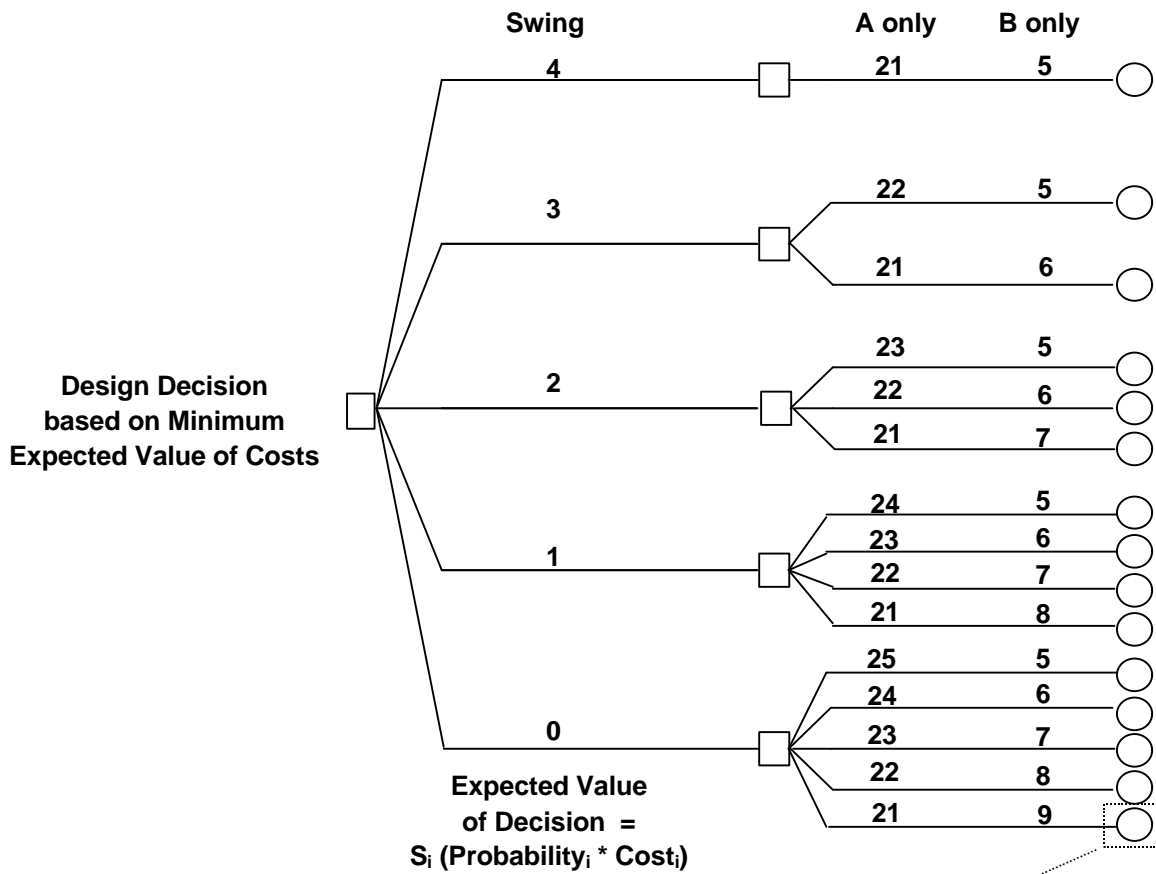 Swing A only B only
4 21 5
22 5
3
21 6
23 5
2 22 6
21 7
Design Decision
based on Minimum
Expected Value of Costs
24 5
23 6
1 22 7
21 8
25 5
24 6
0 23 7
22 8
21 9
Expected Value
of Decision =
Sᵢ (Probabilityᵢ * Costᵢ)